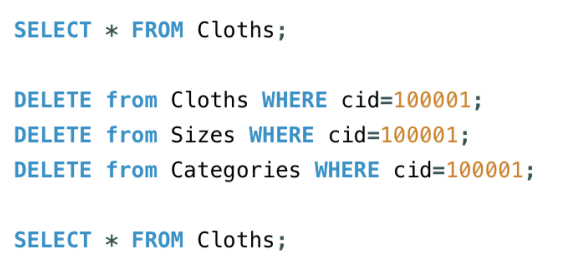 SELECT * FROM Cloths;
DELETE from Cloths WHERE cid=100001;
DELETE from Sizes WHERE cid=100001;
DELETE from Categories WHERE cid=100001;
SELECT * FROM Cloths;